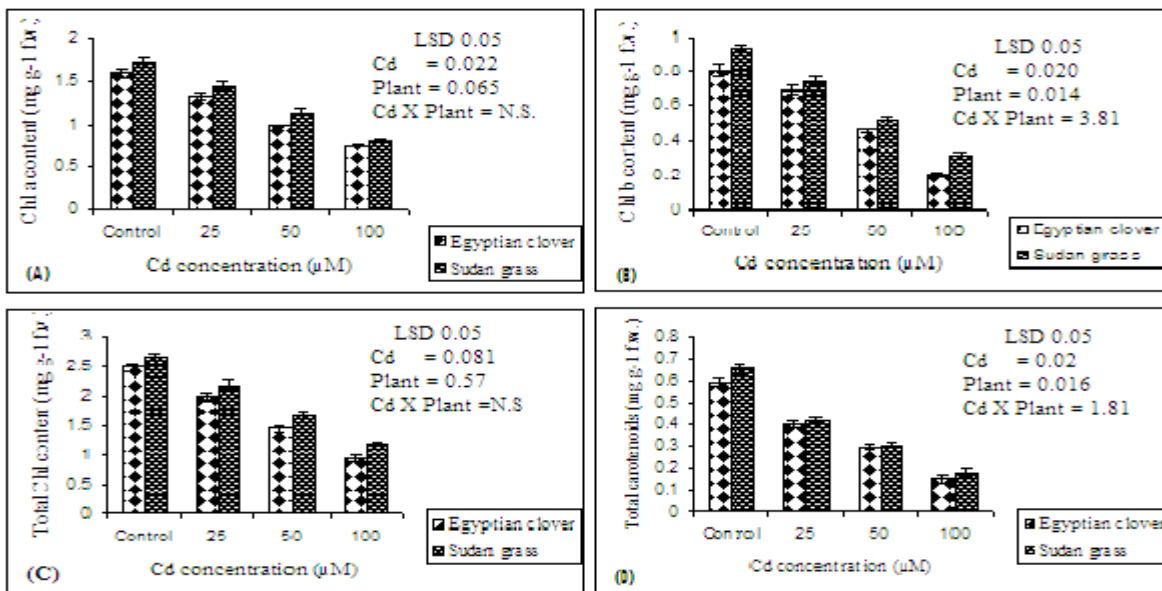 Chl a content (mg g-1 f.w.)
2
1.5
1
0.5
0
Control 25 50 100
Cd concentration (µM)
LSD 0.05
Cd = 0.022
Plant = 0.065
Cd X Plant = N.S.
Egyptian clover
Sudan grass
(A)
Chl b content (mg g-1 f.w.)
1
0.8
0.6
0.4
0.2
0
Control 25 50 100
Cd concentration (µM)
LSD 0.05
Cd = 0.020
Plant = 0.014
Cd X Plant = 3.81
Egyptian clover
Sudan grass
(B)
Total Chl content (mg g-1 f.w.)
3
2.5
2
1.5
1
0.5
0
Control 25 50 100
Cd concentration (µM)
LSD 0.05
Cd = 0.081
Plant = 0.57
Cd X Plant =N.S
Egyptian clover
Sudan grass
(C)
Total carotenoids (mg g-1 f.w.)
0.8
0.7
0.6
0.5
0.4
0.3
0.2
0.1
0
Control 25 50 100
Cd concentration (µM)
LSD 0.05
Cd = 0.02
Plant = 0.016
Cd X Plant = 1.81
Egyptian clover
Sudan grass
(D)